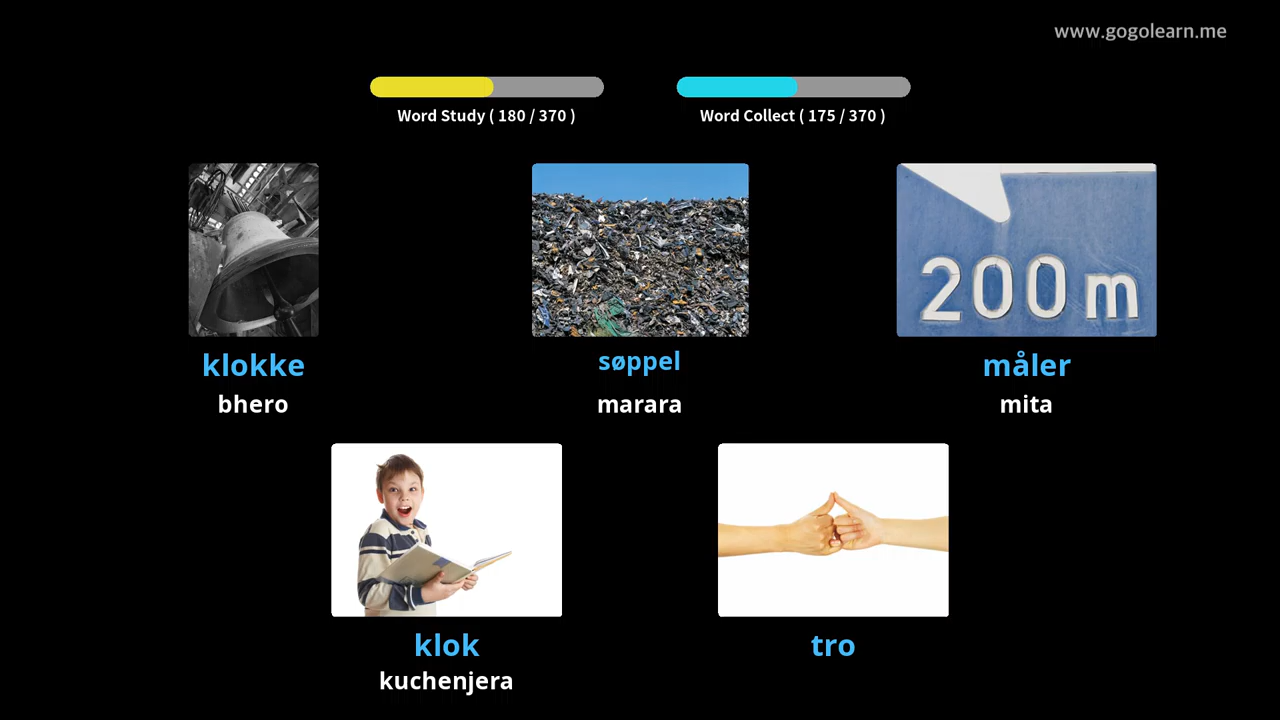 www.gogolearn.me
Word Study ( 180 / 370 )
Word Collect ( 175 / 370 )
200m
klokke
søppel
måler
bhero
marara
mita
klok
tro
kuchenjera